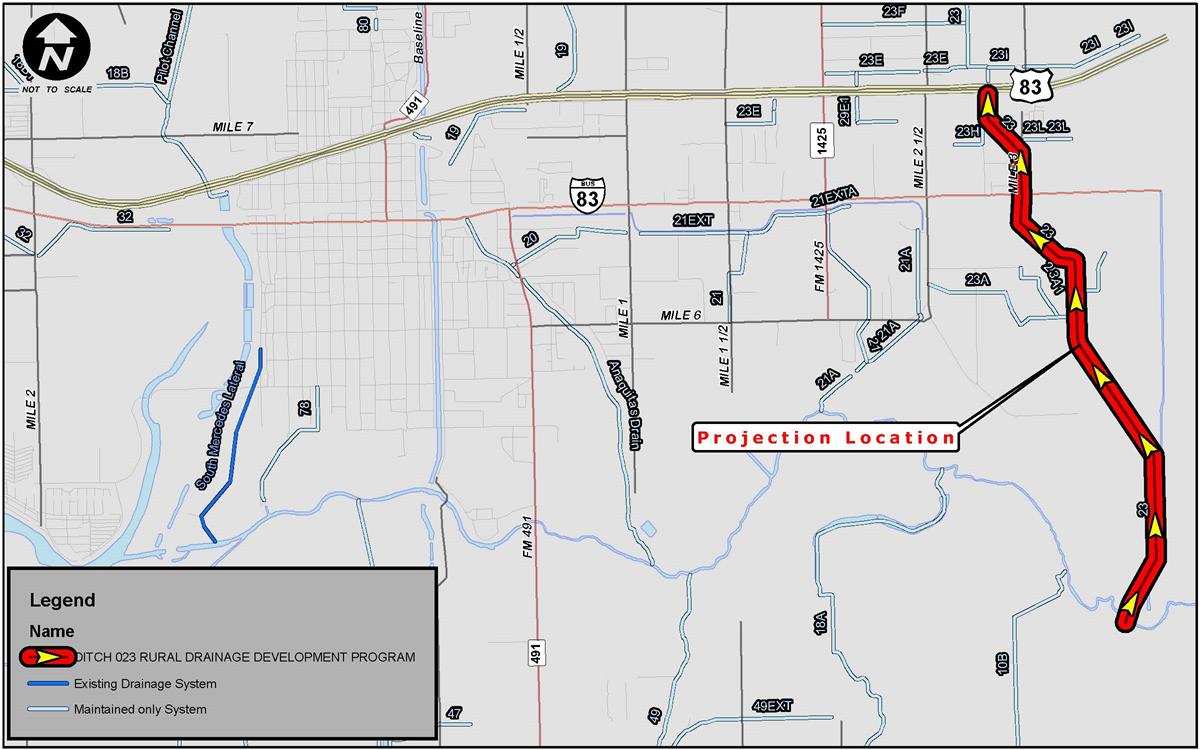 23F
23
80
Pilot Channel
Baseline
MILE 1/2
19
1425
23I
23I
23I
N
NOT TO SCALE
18B
23E
23E
83
491
23E
29E1
MILE 7
19
23H
23
23L
23L
1425
MILE 2 1/2
MILE 3
BUS
83
32
32
21EXT
21EXTA
20
23
FM 1425
21A
23A
23A1
21
MILE 1
MILE 6
MILE 1 1/2
21A
21A
MILE 2
South Mercedes Lateral
78
Anaquitas Drain
Projection Location
23
FM 491
Legend
Name
DITCH 023 RURAL DRAINAGE DEVELOPMENT PROGRAM
Existing Drainage System
Maintained only System
491
18A
10B
47
49
49EXT